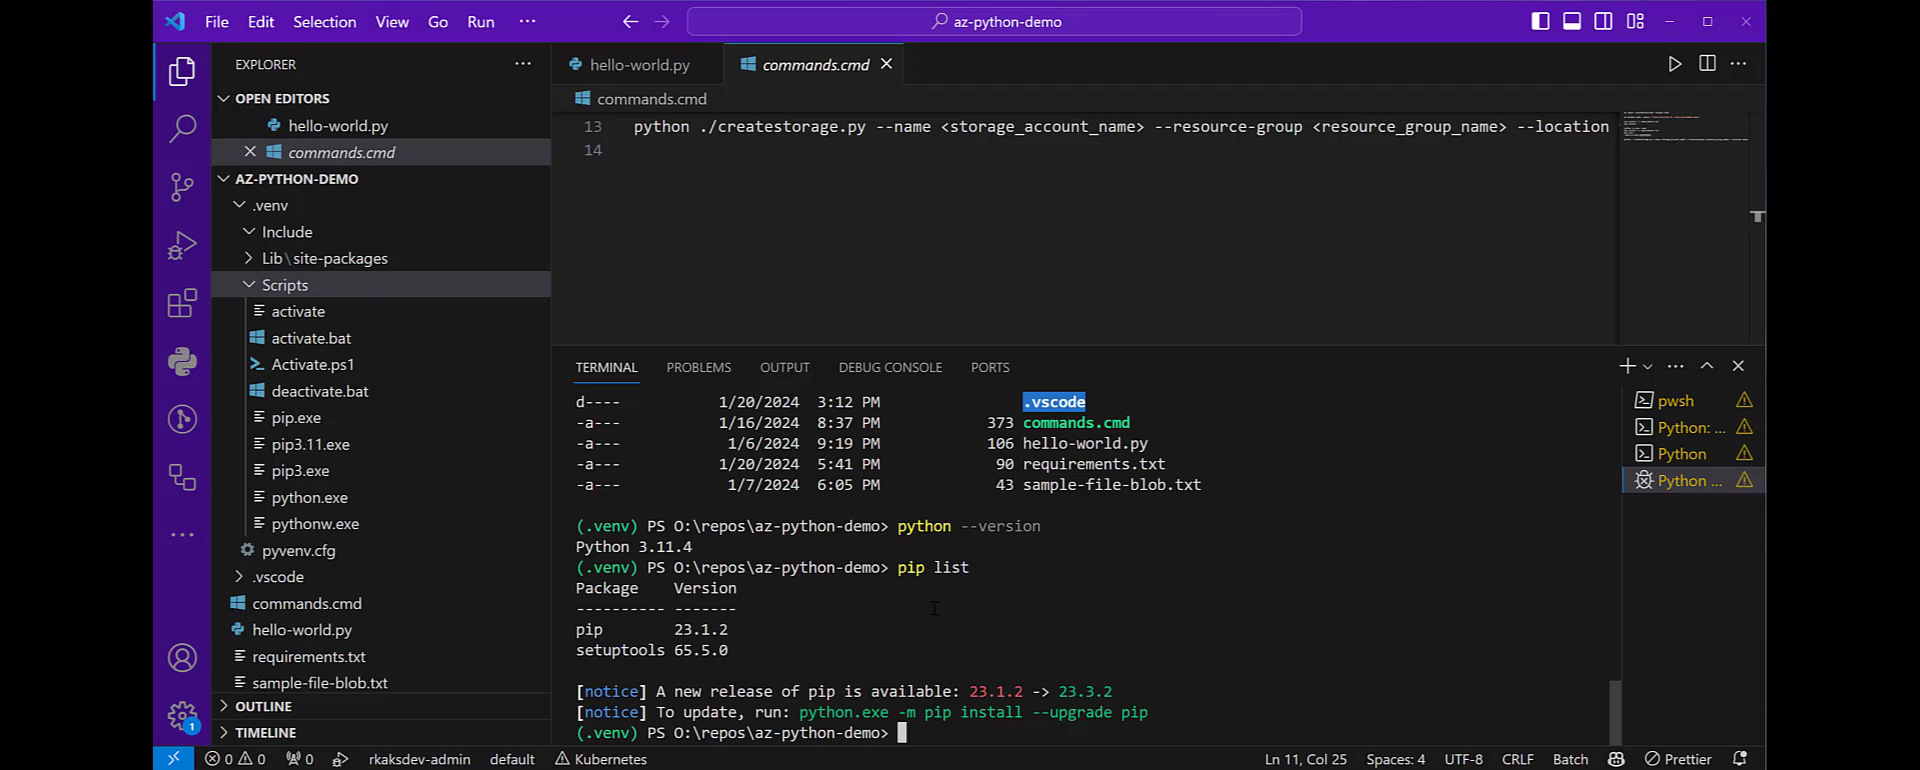 File Edit Selection View Go Run ··· az-python-demo
EXPLORER ···
OPEN EDITORS
hello-world.py
commands.cmd
AZ-PYTHON-DEMO
.venv
Include
Lib\site-packages
Scripts
activate
activate.bat
Activate.ps1
deactivate.bat
pip.exe
pip3.11.exe
pip3.exe
python.exe
pythonw.exe
pyvenv.cfg
.vscode
commands.cmd
hello-world.py
requirements.txt
sample-file-blob.txt
OUTLINE
TIMELINE
hello-world.py commands.cmd
commands.cmd
13 python ./createstorage.py --name <storage_account_name> --resource-group <resource_group_name> --location
14
TERMINAL PROBLEMS OUTPUT DEBUG CONSOLE PORTS
d---- 1/20/2024 3:12 PM .vscode
-a--- 1/16/2024 8:37 PM 373 commands.cmd
-a--- 1/6/2024 9:19 PM 106 hello-world.py
-a--- 1/20/2024 5:41 PM 90 requirements.txt
-a--- 1/7/2024 6:05 PM 43 sample-file-blob.txt
(.venv) PS O:\repos\az-python-demo> python --version
Python 3.11.4
(.venv) PS O:\repos\az-python-demo> pip list
Package Version
---------- -------
pip 23.1.2
setuptools 65.5.0
[notice] A new release of pip is available: 23.1.2 -> 23.3.2
[notice] To update, run: python.exe -m pip install --upgrade pip
(.venv) PS O:\repos\az-python-demo>
pwsh
Python: ...
Python
Python ...
1
0 0 0 rkaksdev-admin default Kubernetes Ln 11, Col 25 Spaces: 4 UTF-8 CRLF Batch Prettier